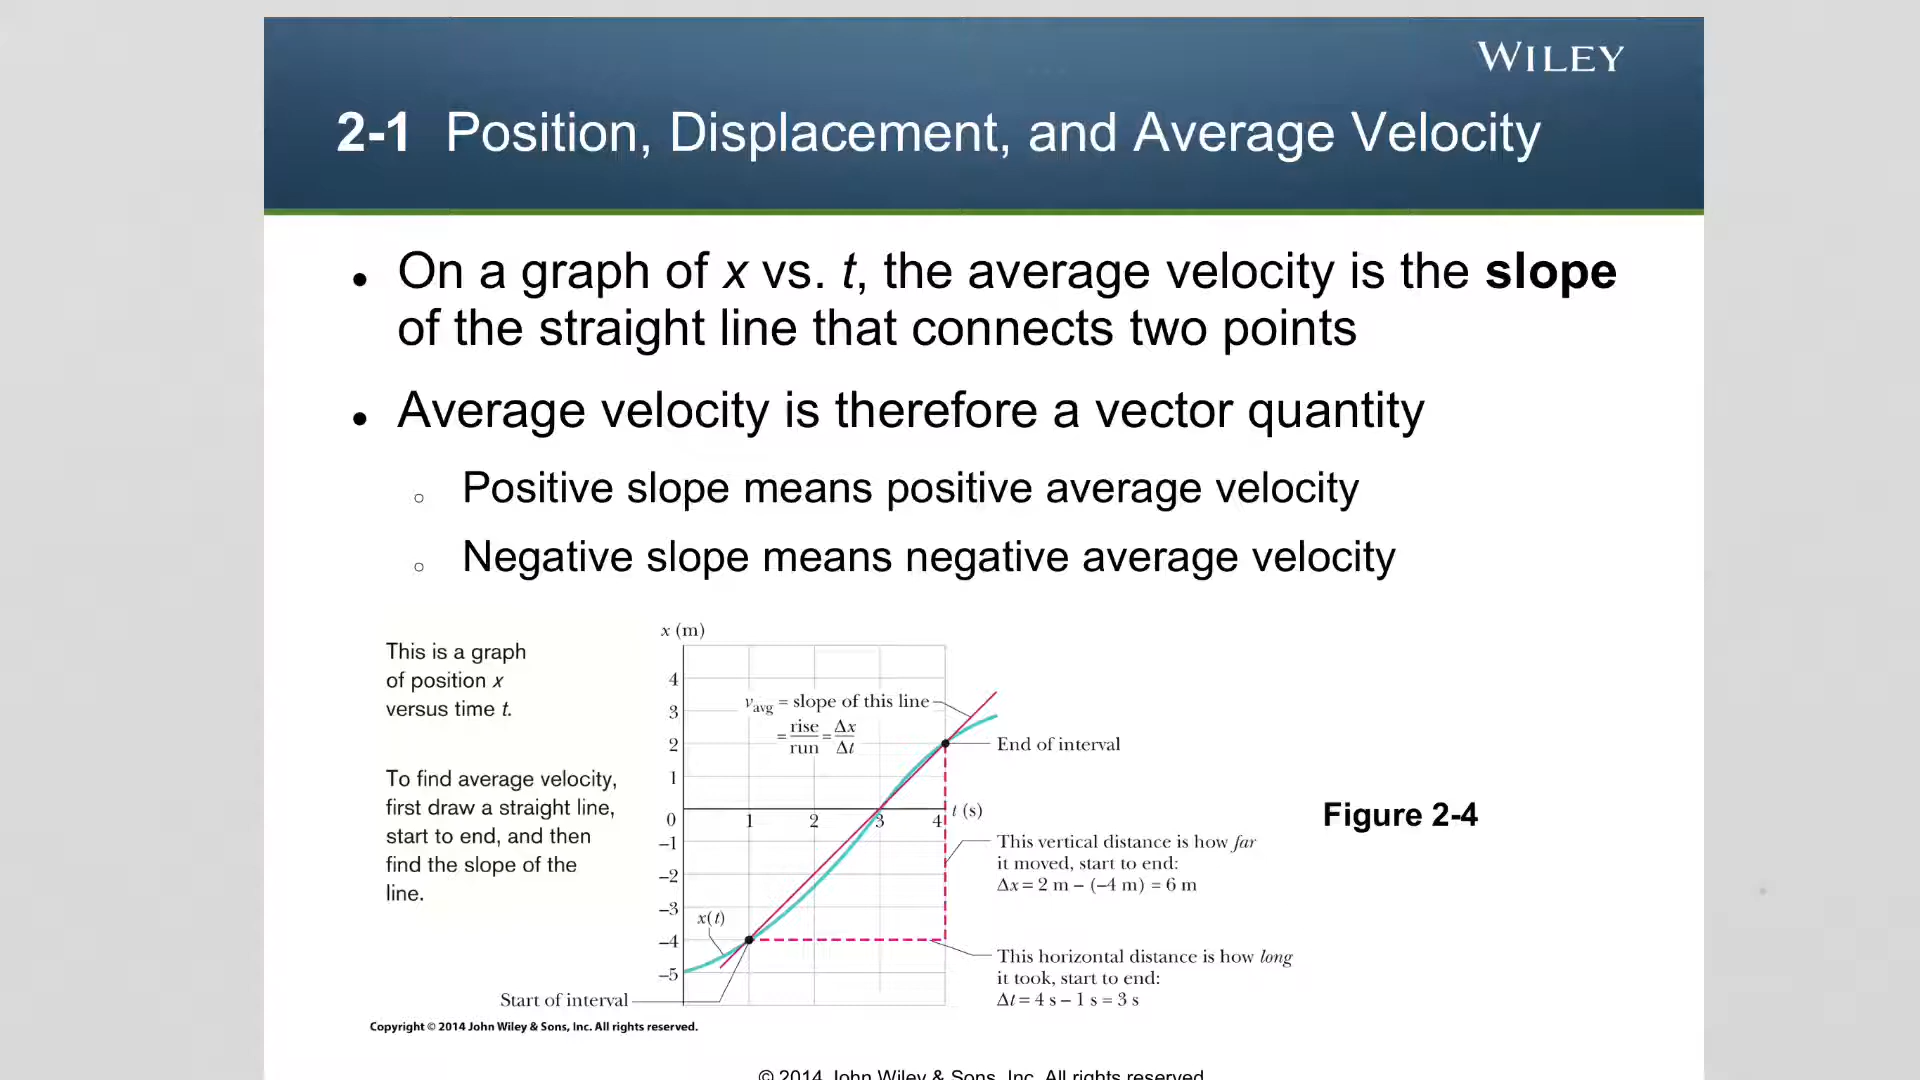 WILEY
2-1 Position, Displacement, and Average Velocity
• On a graph of x vs. t, the average velocity is the slope
of the straight line that connects two points
• Average velocity is therefore a vector quantity
○ Positive slope means positive average velocity
○ Negative slope means negative average velocity
This is a graph
of position x
versus time t.
To find average velocity,
first draw a straight line,
start to end, and then
find the slope of the
line.
x (m)
4
3
2
1
0
–1
–2
–3
–4
–5
1 2 3 4
t (s)
vavg = slope of this line
= rise/run = Δx/Δt
x(t)
End of interval
This vertical distance is how far
it moved, start to end:
Δx = 2 m – (–4 m) = 6 m
This horizontal distance is how long
it took, start to end:
Δt = 4 s – 1 s = 3 s
Start of interval
Figure 2-4
Copyright © 2014 John Wiley & Sons, Inc. All rights reserved.
© 2014 John Wiley & Sons, Inc. All rights reserved.